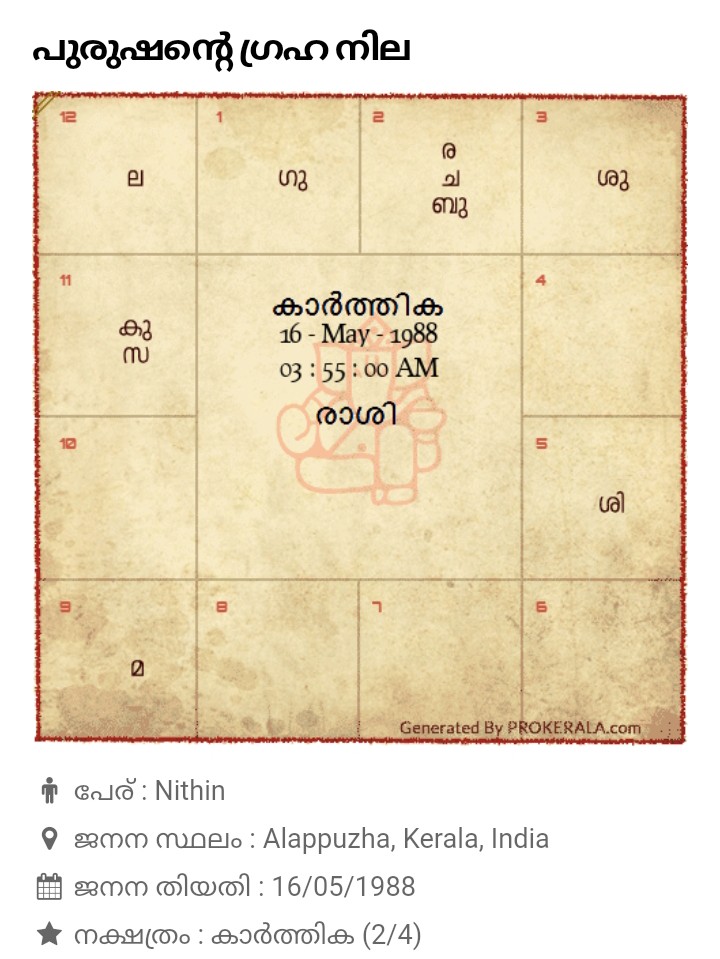 പുരുഷന്റെ ഗ്രഹ നില
12 1 2 3
ല ഗു ര ച ബു ശു
11 4
കു സ
കാർത്തിക
16 - May - 1988
03 : 55 : 00 AM
രാശി
10 5
ശി
9 8 7 6
മ
Generated By PROKERALA.com
പേര് : Nithin
ജനന സ്ഥലം : Alappuzha, Kerala, India
ജനന തിയതി : 16/05/1988
നക്ഷത്രം : കാർത്തിക (2/4)